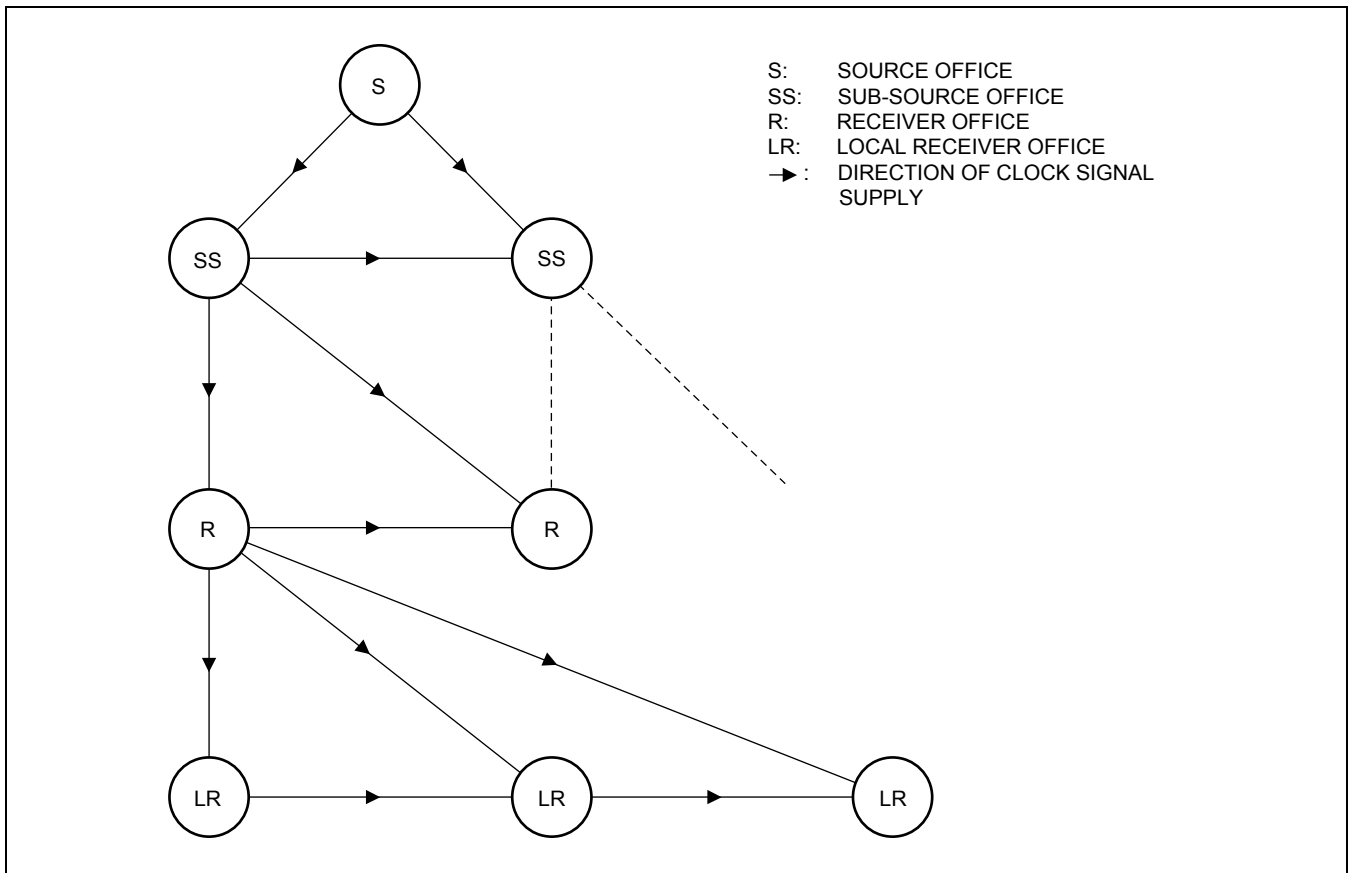 S
S: SOURCE OFFICE
SS: SUB-SOURCE OFFICE
R: RECEIVER OFFICE
LR: LOCAL RECEIVER OFFICE
: DIRECTION OF CLOCK SIGNAL
SUPPLY
SS SS
R R
LR LR LR